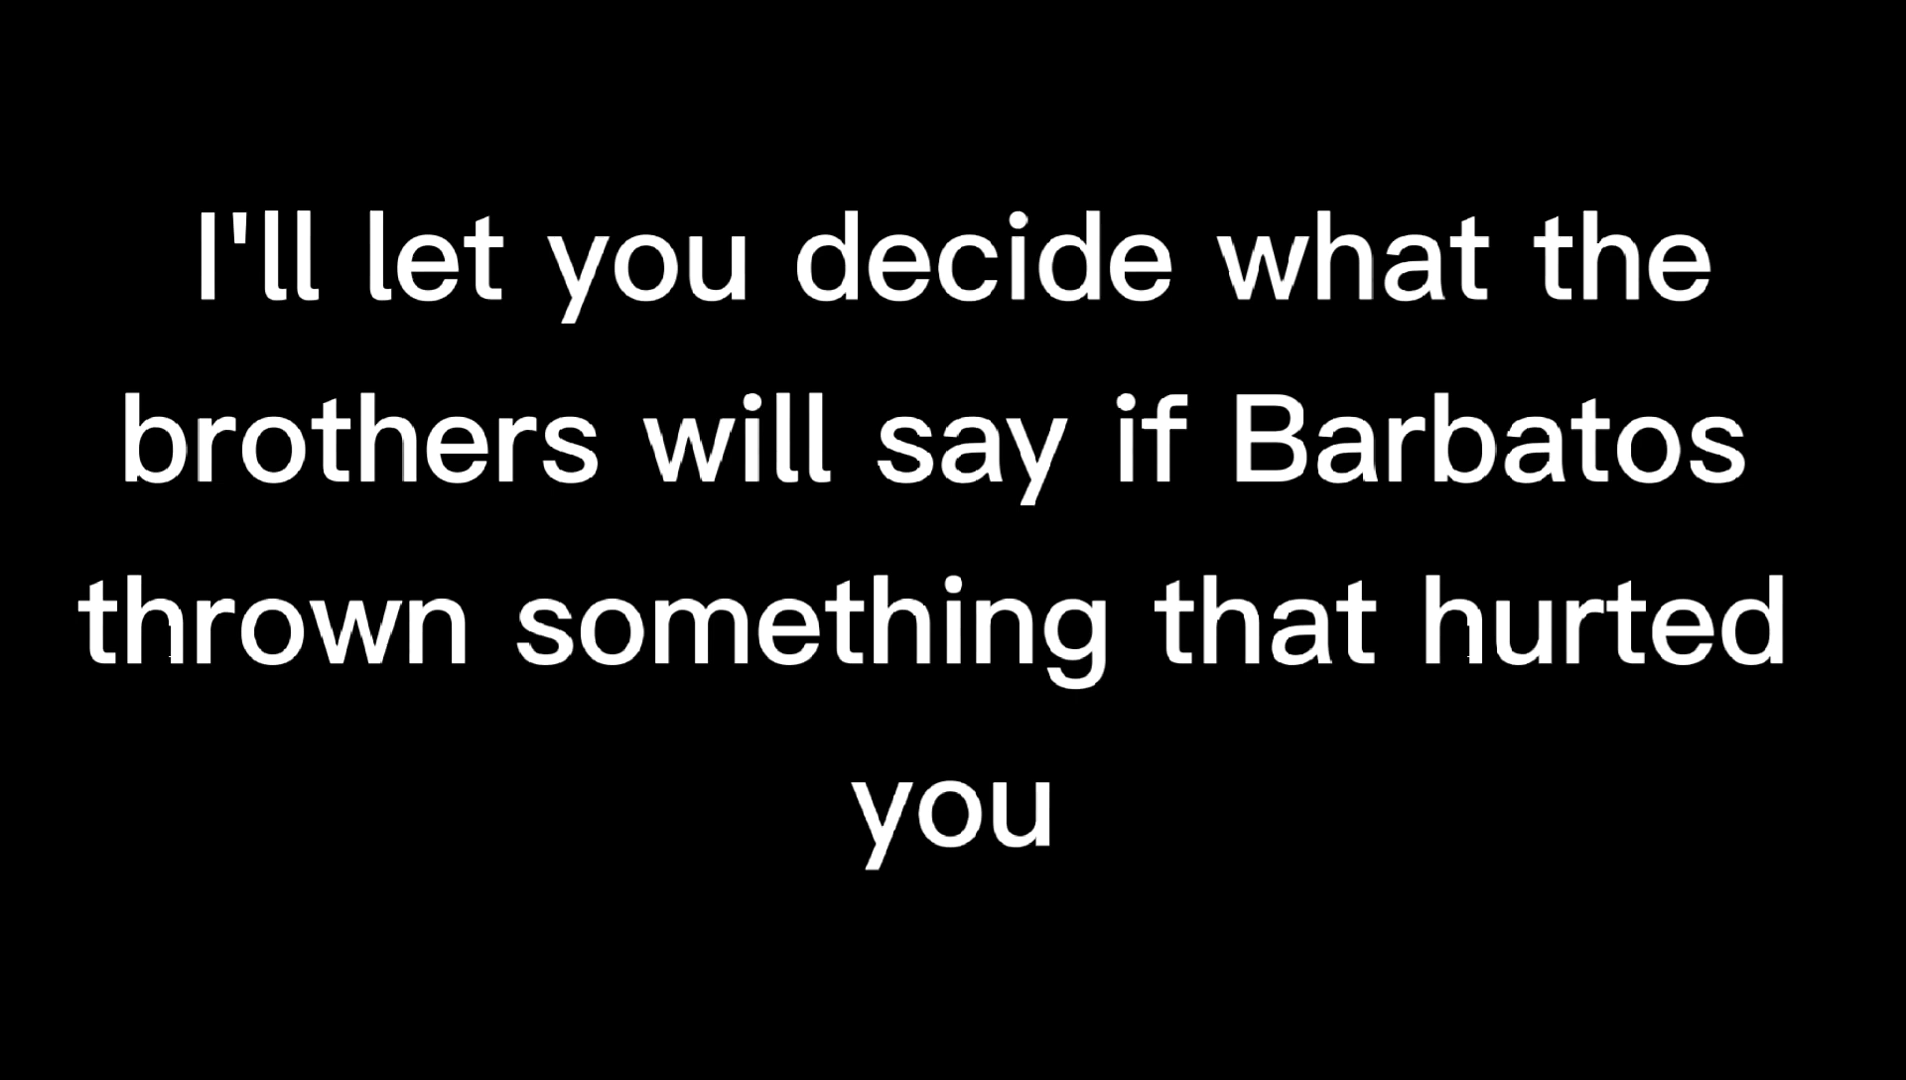 I'll let you decide what the
brothers will say if Barbatos
thrown something that hurted
you